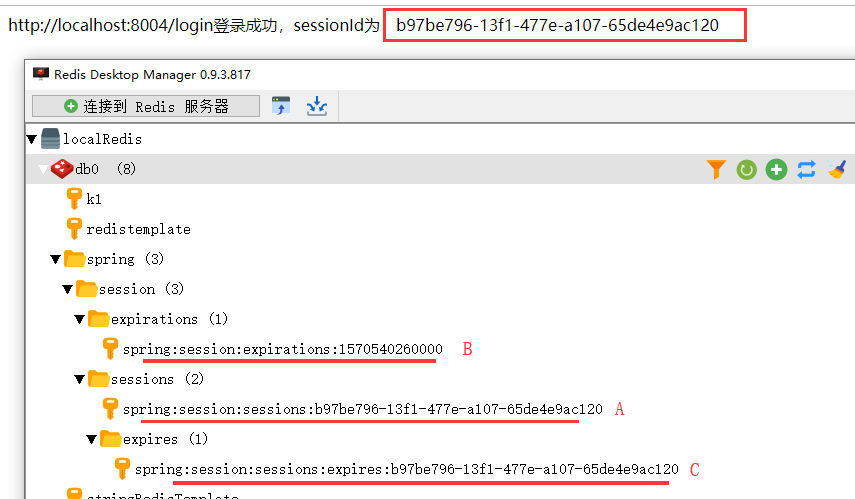 http://localhost:8004/login登录成功，sessionId为 b97be796-13f1-477e-a107-65de4e9ac120
Redis Desktop Manager 0.9.3.817
连接到 Redis 服务器
localRedis
db0 (8)
k1
redistemplate
spring (3)
session (3)
expirations (1)
spring:session:expirations:1570540260000 B
sessions (2)
spring:session:sessions:b97be796-13f1-477e-a107-65de4e9ac120 A
expires (1)
spring:session:sessions:expires:b97be796-13f1-477e-a107-65de4e9ac120 C
stringRedisTemplate